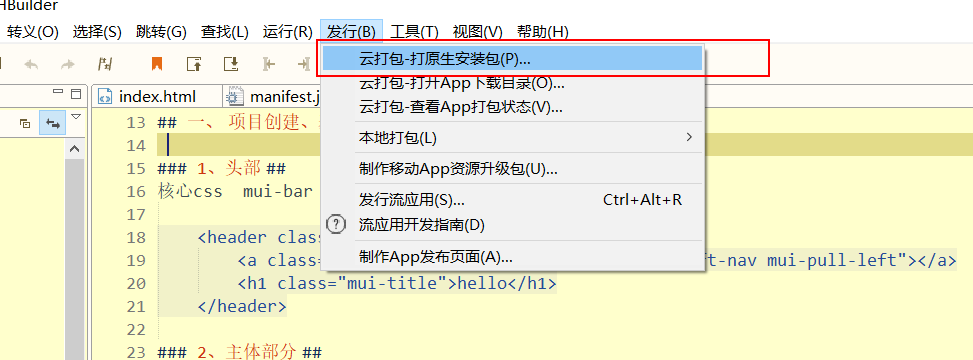 HBuilder
转义(O) 选择(S) 跳转(G) 查找(L) 运行(R) 发行(B) 工具(T) 视图(V) 帮助(H)
云打包-打原生安装包(P)...
云打包-打开App下载目录(O)...
云打包-查看App打包状态(V)...
本地打包(L)
制作移动App资源升级包(U)...
发行流应用(S)... Ctrl+Alt+R
流应用开发指南(D)
制作App发布页面(A)...
index.html manifest.j
13 ## 一、 项目创建、
14
15 ### 1、头部 ##
16 核心css mui-bar
17
18 <header clas
19 <a class= ft-nav mui-pull-left"></a>
20 <h1 class="mui-title">hello</h1>
21 </header>
22
23 ### 2、主体部分 ##